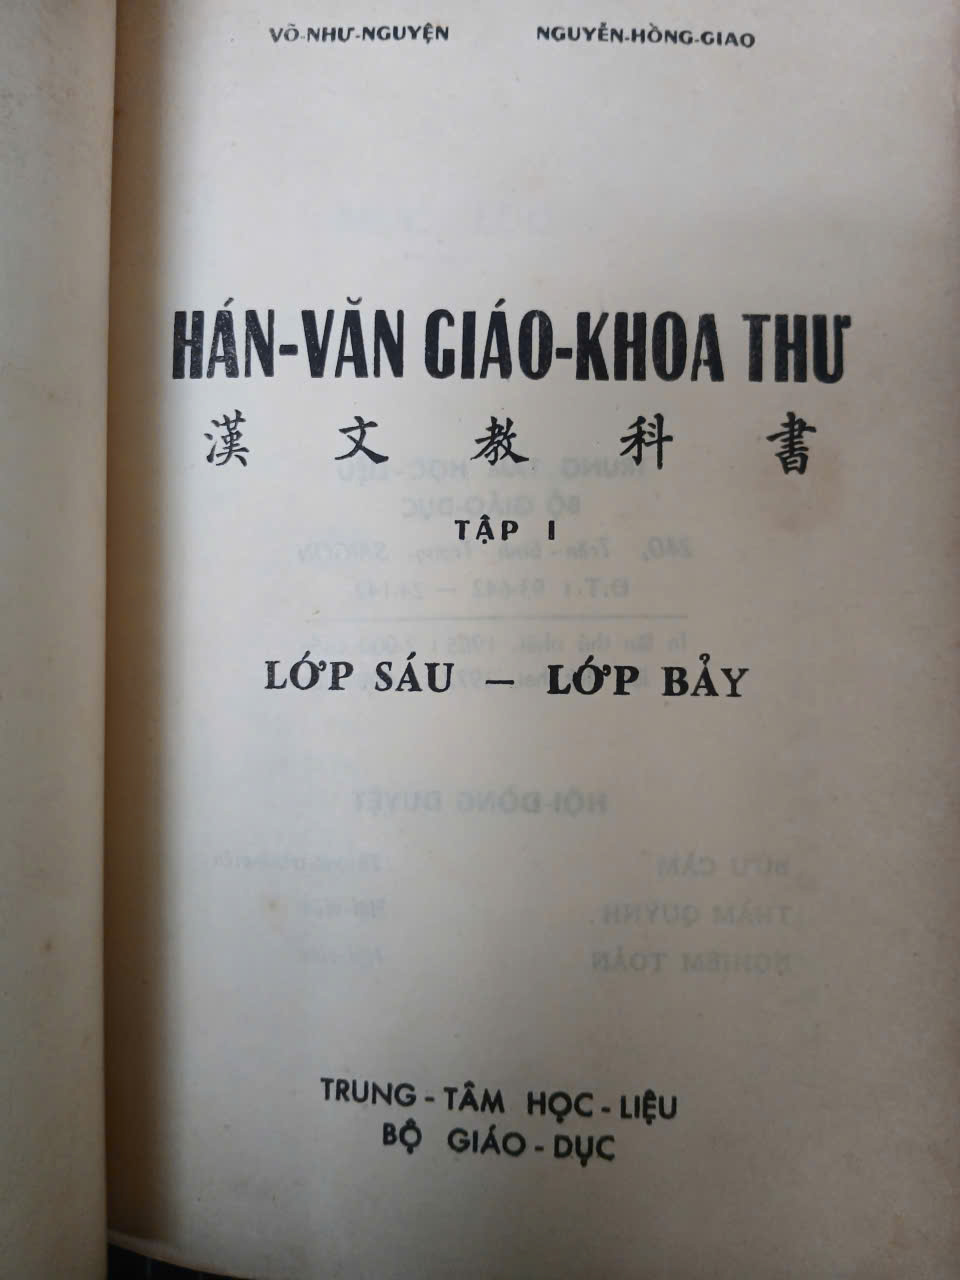 VÕ-NHƯ-NGUYỆN NGUYỄN-HỒNG-GIAO
HÁN-VĂN GIÁO-KHOA THƯ
漢 文 教 科 書
TẬP I
LỚP SÁU — LỚP BẢY
TRUNG-TÂM HỌC-LIỆU
BỘ GIÁO-DỤC